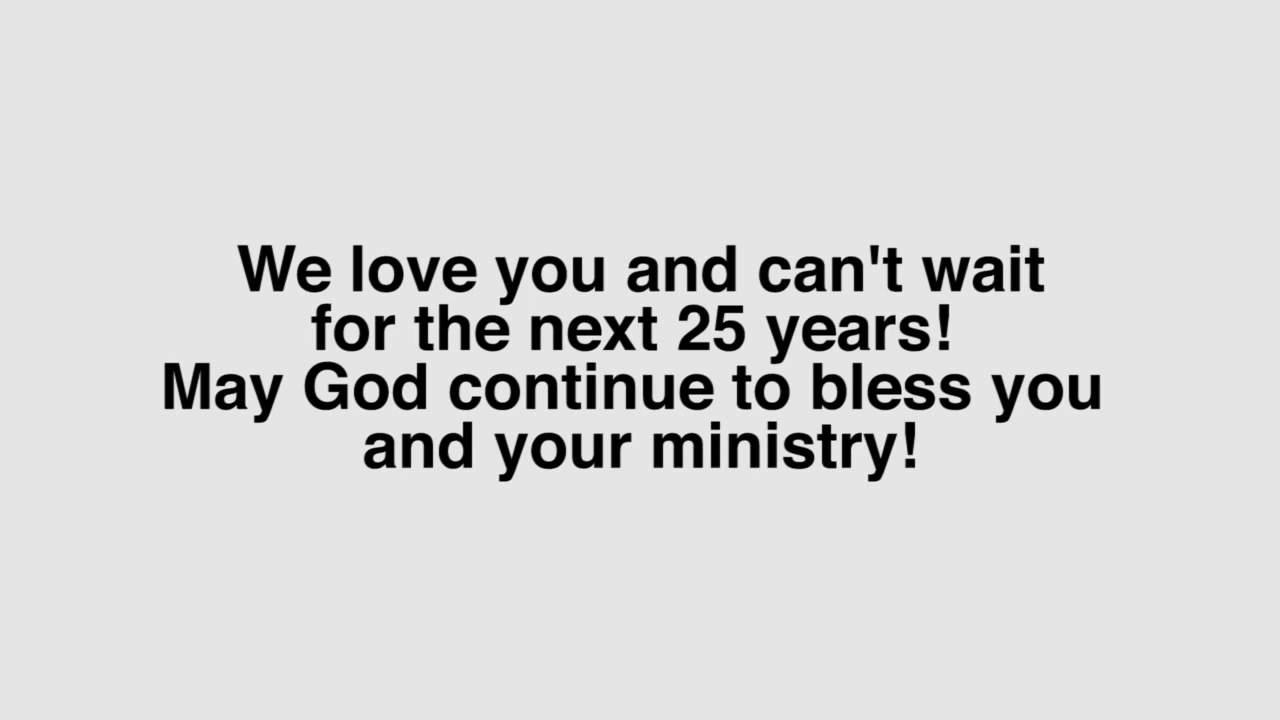 We love you and can't wait
for the next 25 years!
May God continue to bless you
and your ministry!